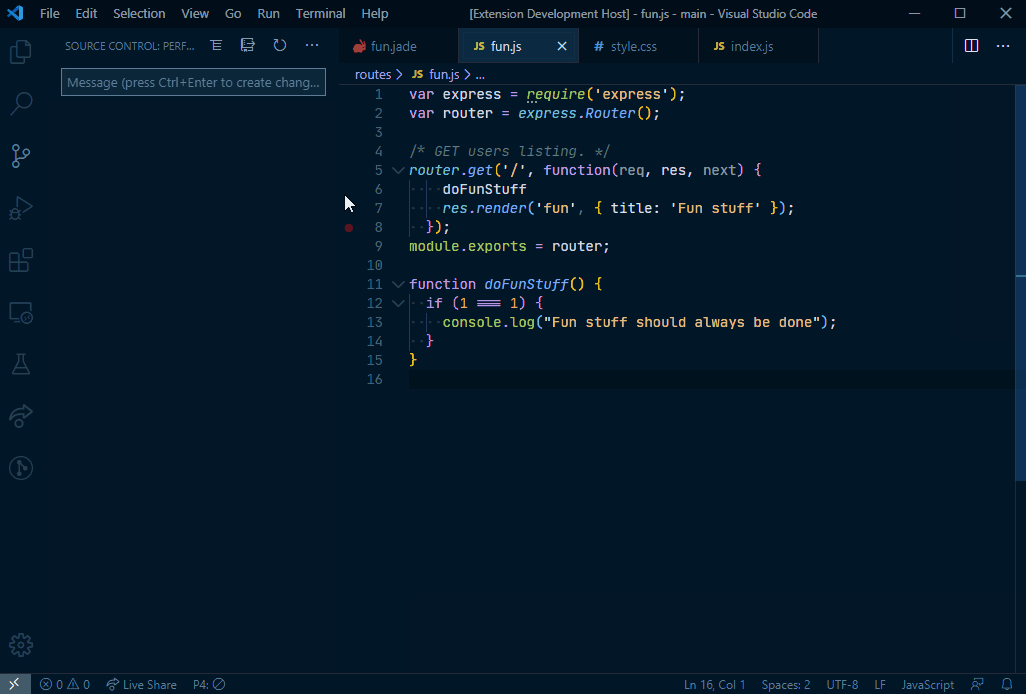 File Edit Selection View Go Run Terminal Help [Extension Development Host] - fun.js - main - Visual Studio Code
SOURCE CONTROL: PERF...
Message (press Ctrl+Enter to create chang...
fun.jade JS fun.js # style.css JS index.js
routes > JS fun.js > ...
1 var express = require('express');
2 var router = express.Router();
3
4 /* GET users listing. */
5 router.get('/', function(req, res, next) {
6 doFunStuff
7 res.render('fun', { title: 'Fun stuff' });
8 });
9 module.exports = router;
10
11 function doFunStuff() {
12 if (1 === 1) {
13 console.log("Fun stuff should always be done");
14 }
15 }
16
0 0 Live Share P4: Ln 16, Col 1 Spaces: 2 UTF-8 LF JavaScript